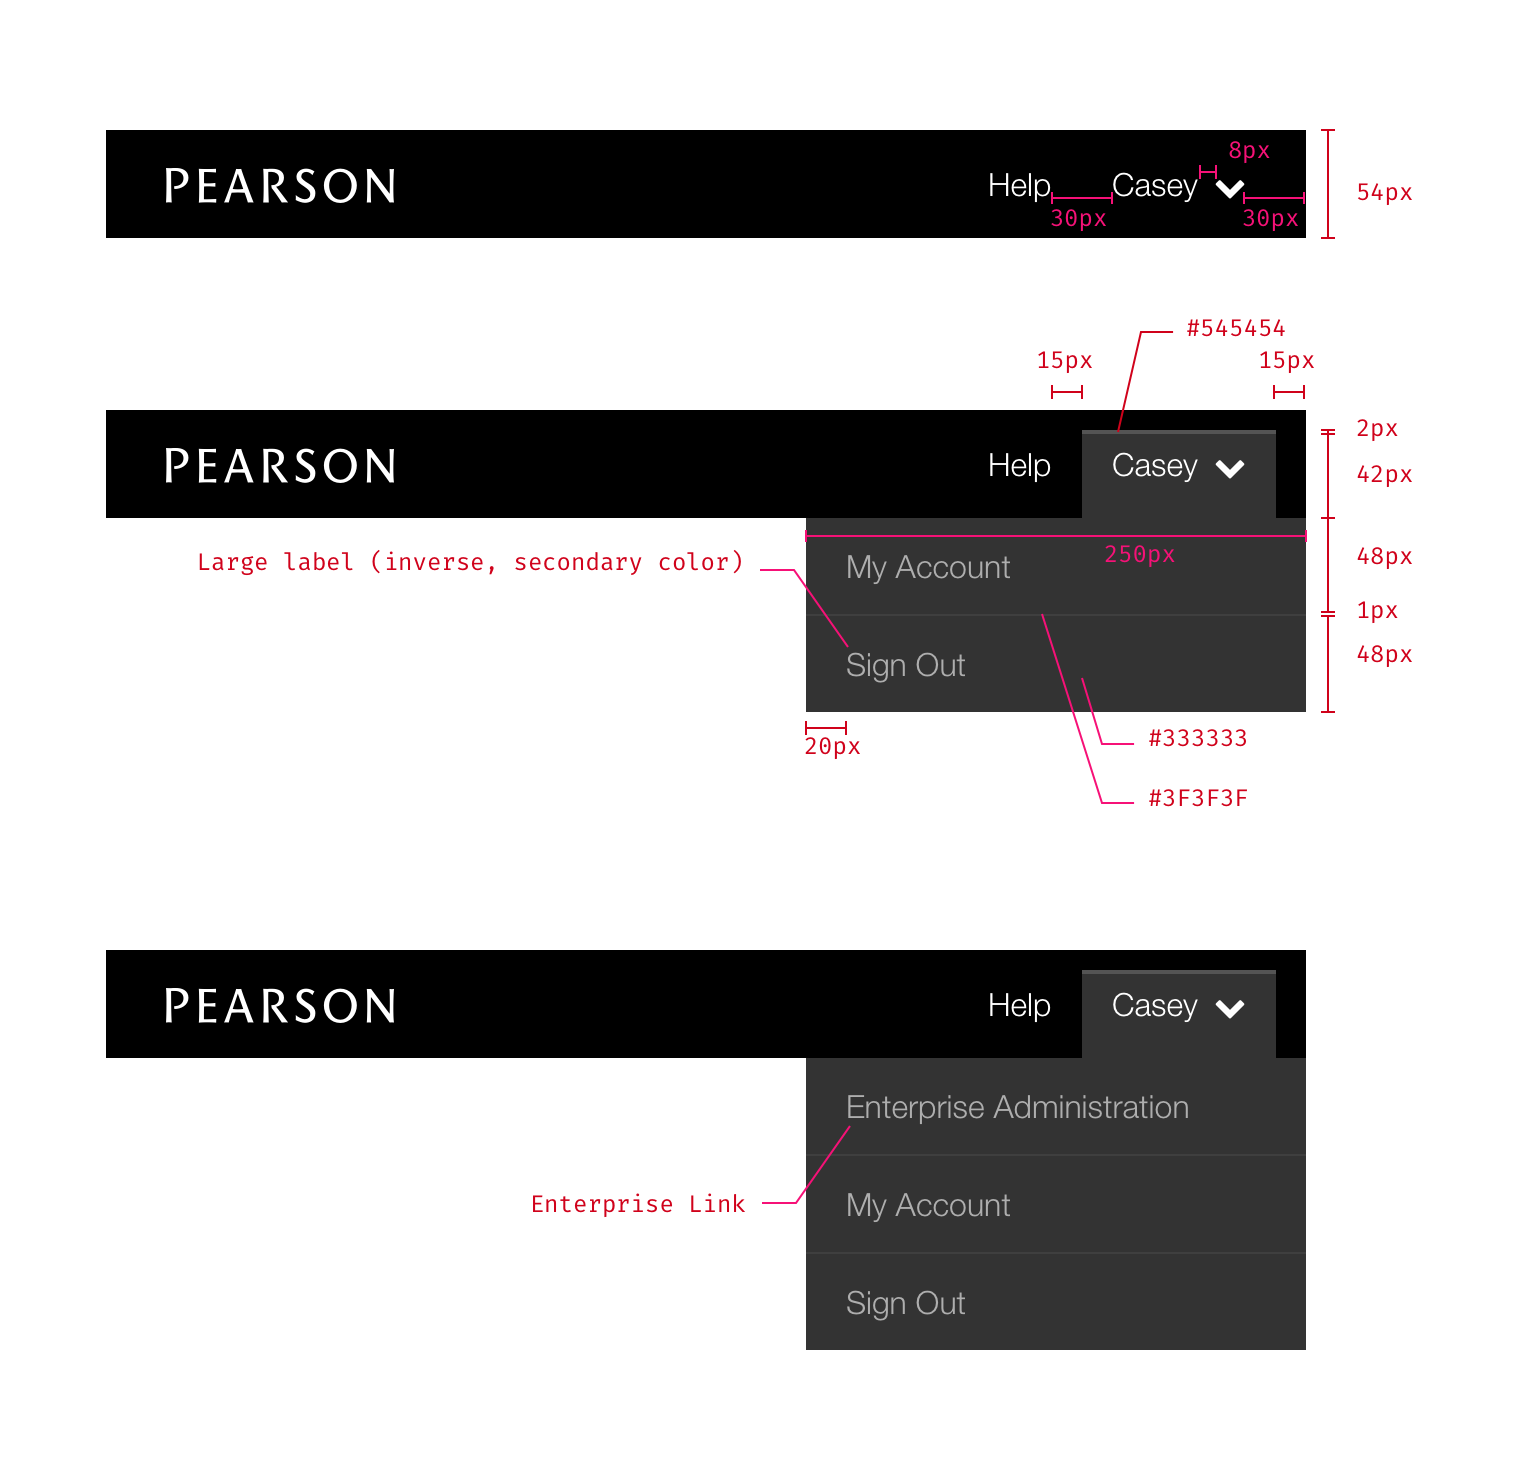 8px
PEARSON Help Casey
54px
30px 30px
#545454
15px 15px
2px
PEARSON Help Casey
42px
Large label (inverse, secondary color)
250px
48px
My Account
1px
Sign Out
48px
20px
#333333
#3F3F3F
PEARSON Help Casey
Enterprise Administration
Enterprise Link
My Account
Sign Out